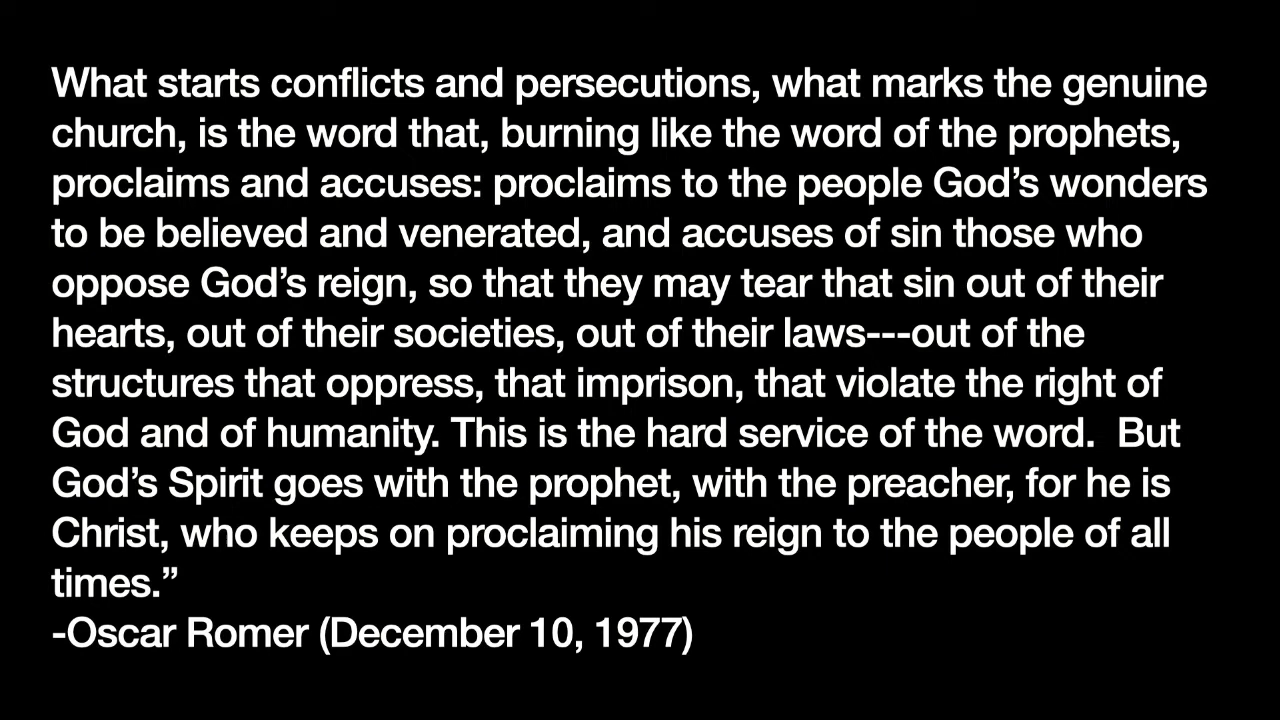 What starts conflicts and persecutions, what marks the genuine
church, is the word that, burning like the word of the prophets,
proclaims and accuses: proclaims to the people God’s wonders
to be believed and venerated, and accuses of sin those who
oppose God’s reign, so that they may tear that sin out of their
hearts, out of their societies, out of their laws---out of the
structures that oppress, that imprison, that violate the right of
God and of humanity. This is the hard service of the word.  But
God’s Spirit goes with the prophet, with the preacher, for he is
Christ, who keeps on proclaiming his reign to the people of all
times.”
-Oscar Romer (December 10, 1977)